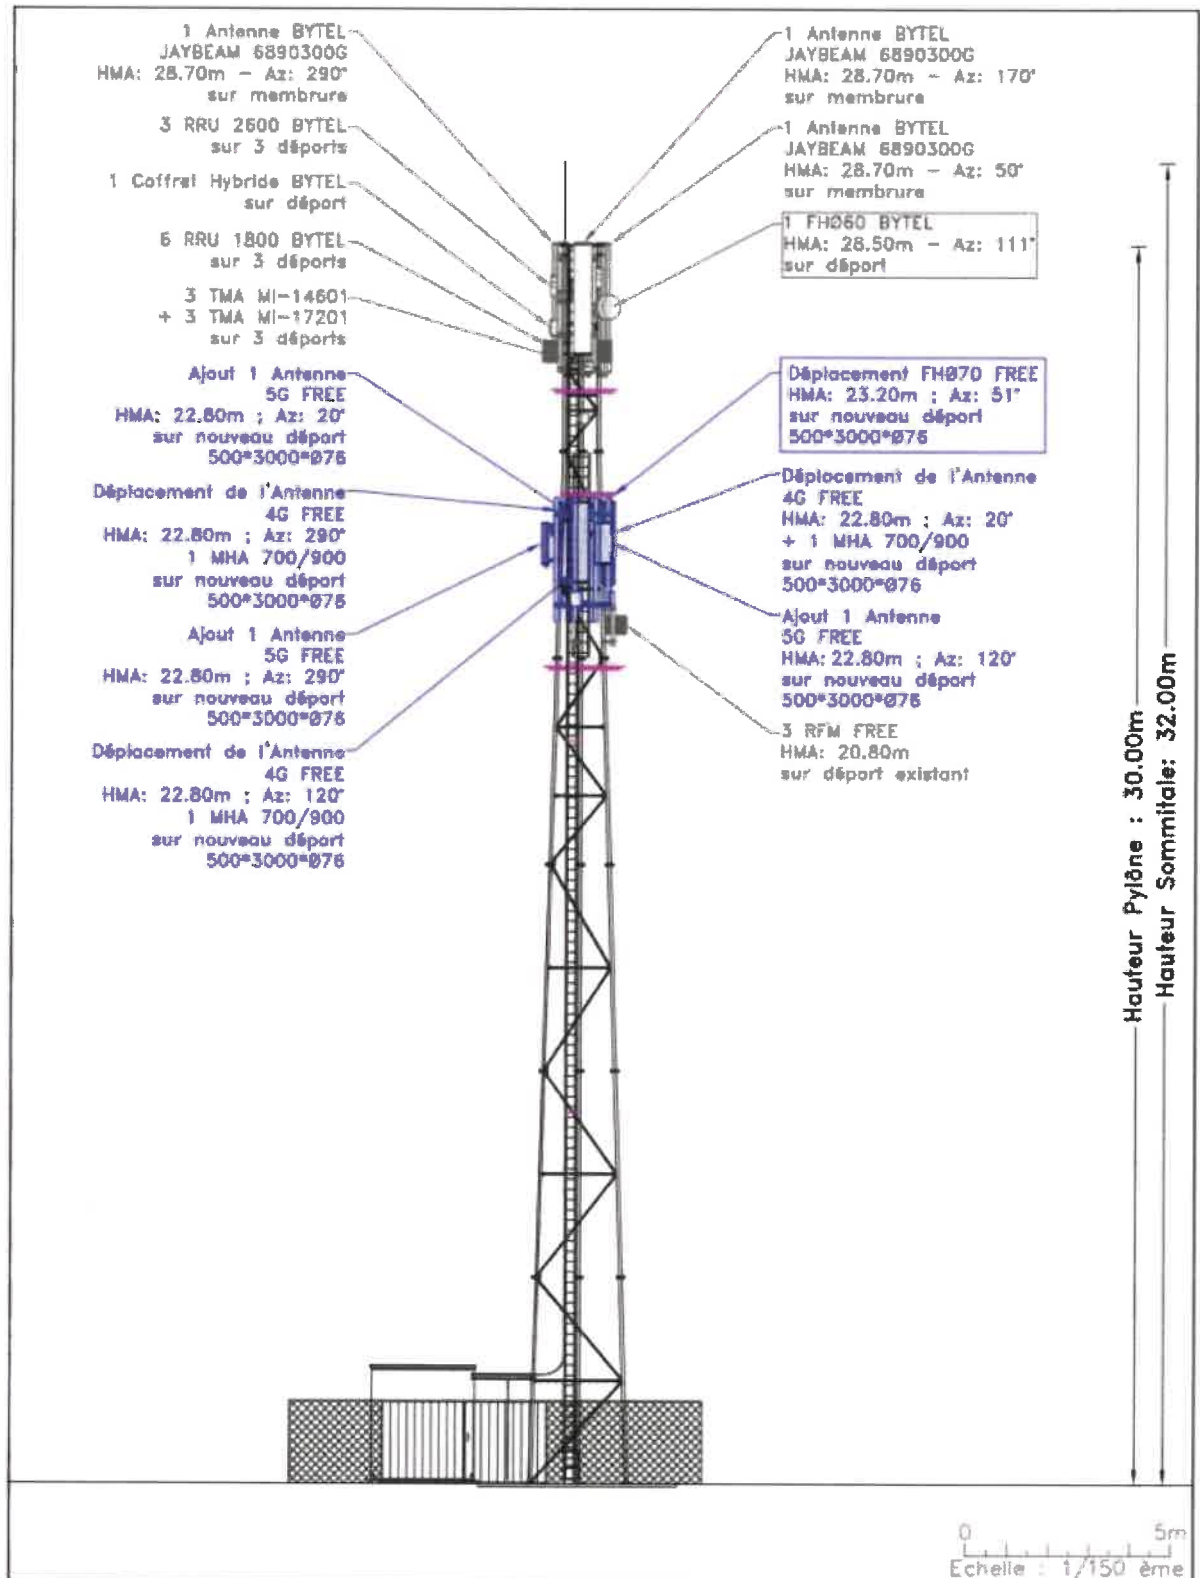 1 Antenne BYTEL
JAYBEAM 6890300G
HMA: 28.70m - Az: 290°
sur membrure
3 RRU 2600 BYTEL
sur 3 déports
1 Coffret Hybride BYTEL
sur déport
6 RRU 1800 BYTEL
sur 3 déports
3 TMA MI-14601
+ 3 TMA MI-17201
sur 3 déports
Ajout 1 Antenne
5G FREE
HMA: 22.80m ; Az: 20°
sur nouveau déport
500*3000*Ø76
Déplacement de l'Antenne
4G FREE
HMA: 22.80m ; Az: 290°
1 MHA 700/900
sur nouveau déport
500*3000*Ø76
Ajout 1 Antenne
5G FREE
HMA: 22.80m ; Az: 290°
sur nouveau déport
500*3000*Ø76
Déplacement de l'Antenne
4G FREE
HMA: 22.80m ; Az: 120°
1 MHA 700/900
sur nouveau déport
500*3000*Ø76
1 Antenne BYTEL
JAYBEAM 6890300G
HMA: 28.70m - Az: 170°
sur membrure
1 Antenne BYTEL
JAYBEAM 6890300G
HMA: 28.70m - Az: 50°
sur membrure
1 FHØ60 BYTEL
HMA: 28.50m - Az: 111°
sur déport
Déplacement FHØ70 FREE
HMA: 23.20m ; Az: 51°
sur nouveau déport
500*3000*Ø76
Déplacement de l'Antenne
4G FREE
HMA: 22.80m ; Az: 20°
+ 1 MHA 700/900
sur nouveau déport
500*3000*Ø76
Ajout 1 Antenne
5G FREE
HMA: 22.80m ; Az: 120°
sur nouveau déport
500*3000*Ø76
3 RFM FREE
HMA: 20.80m
sur déport existant
Hauteur Pylône : 30.00m
Hauteur Sommitale: 32.00m
0 5m
Echelle : 1/150 ème